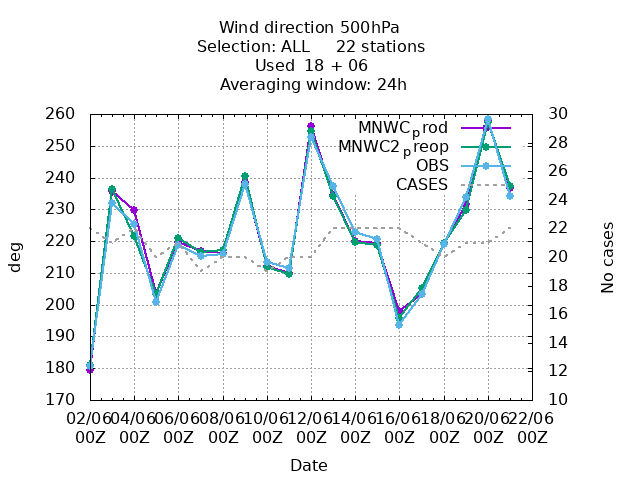 Wind direction 500hPa
Selection: ALL 22 stations
Used 18 + 06
Averaging window: 24h
260 30
MNWCprod
250 28
MNWC2preop
OBS
240 26
CASES
230 24
220 22
210 20
200 18
190 16
180 14
170 12
10
deg
No cases
02/06 04/06 06/06 08/06 10/06 12/06 14/06 16/06 18/06 20/06 22/06
00Z 00Z 00Z 00Z 00Z 00Z 00Z 00Z 00Z 00Z 00Z
Date